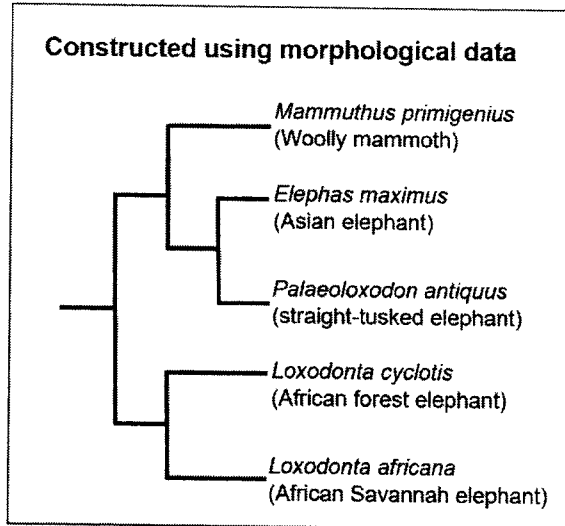 Constructed using morphological data
Mammuthus primigenius
(Woolly mammoth)
Elephas maximus
(Asian elephant)
Palaeoloxodon antiquus
(straight-tusked elephant)
Loxodonta cyclotis
(African forest elephant)
Loxodonta africana
(African Savannah elephant)